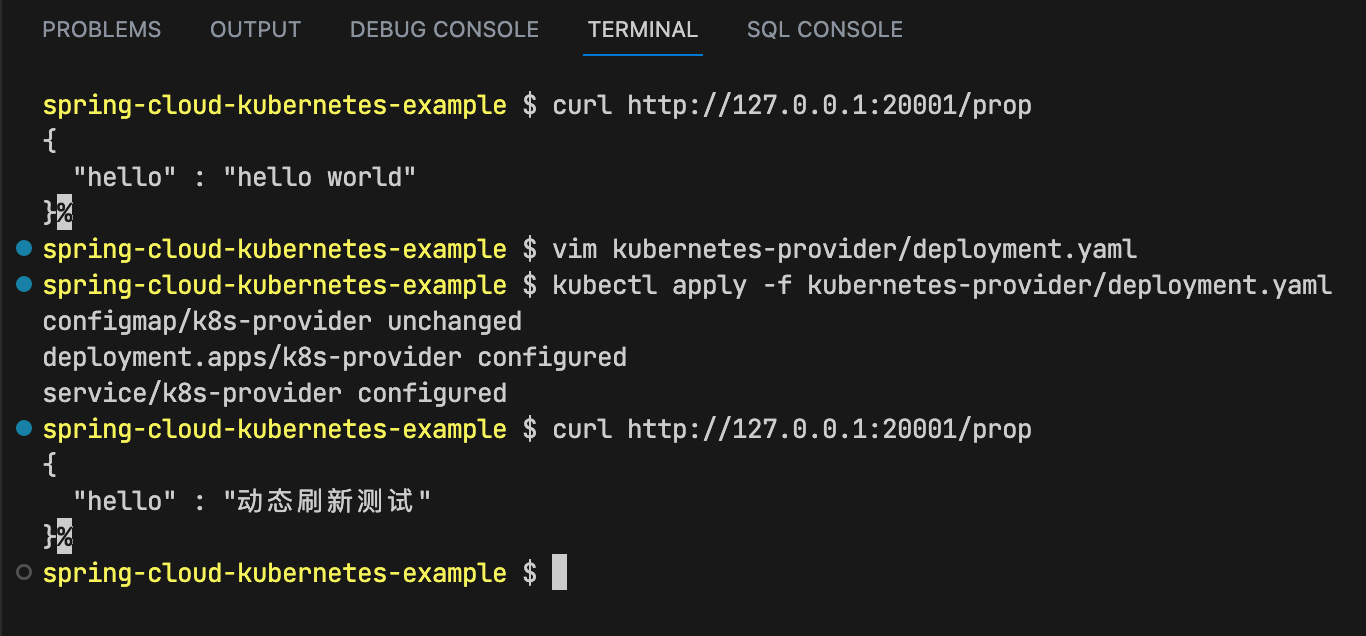 PROBLEMS OUTPUT DEBUG CONSOLE TERMINAL SQL CONSOLE
spring-cloud-kubernetes-example $ curl http://127.0.0.1:20001/prop
{
  "hello" : "hello world"
}%
spring-cloud-kubernetes-example $ vim kubernetes-provider/deployment.yaml
spring-cloud-kubernetes-example $ kubectl apply -f kubernetes-provider/deployment.yaml
configmap/k8s-provider unchanged
deployment.apps/k8s-provider configured
service/k8s-provider configured
spring-cloud-kubernetes-example $ curl http://127.0.0.1:20001/prop
{
  "hello" : "动态刷新测试"
}%
spring-cloud-kubernetes-example $